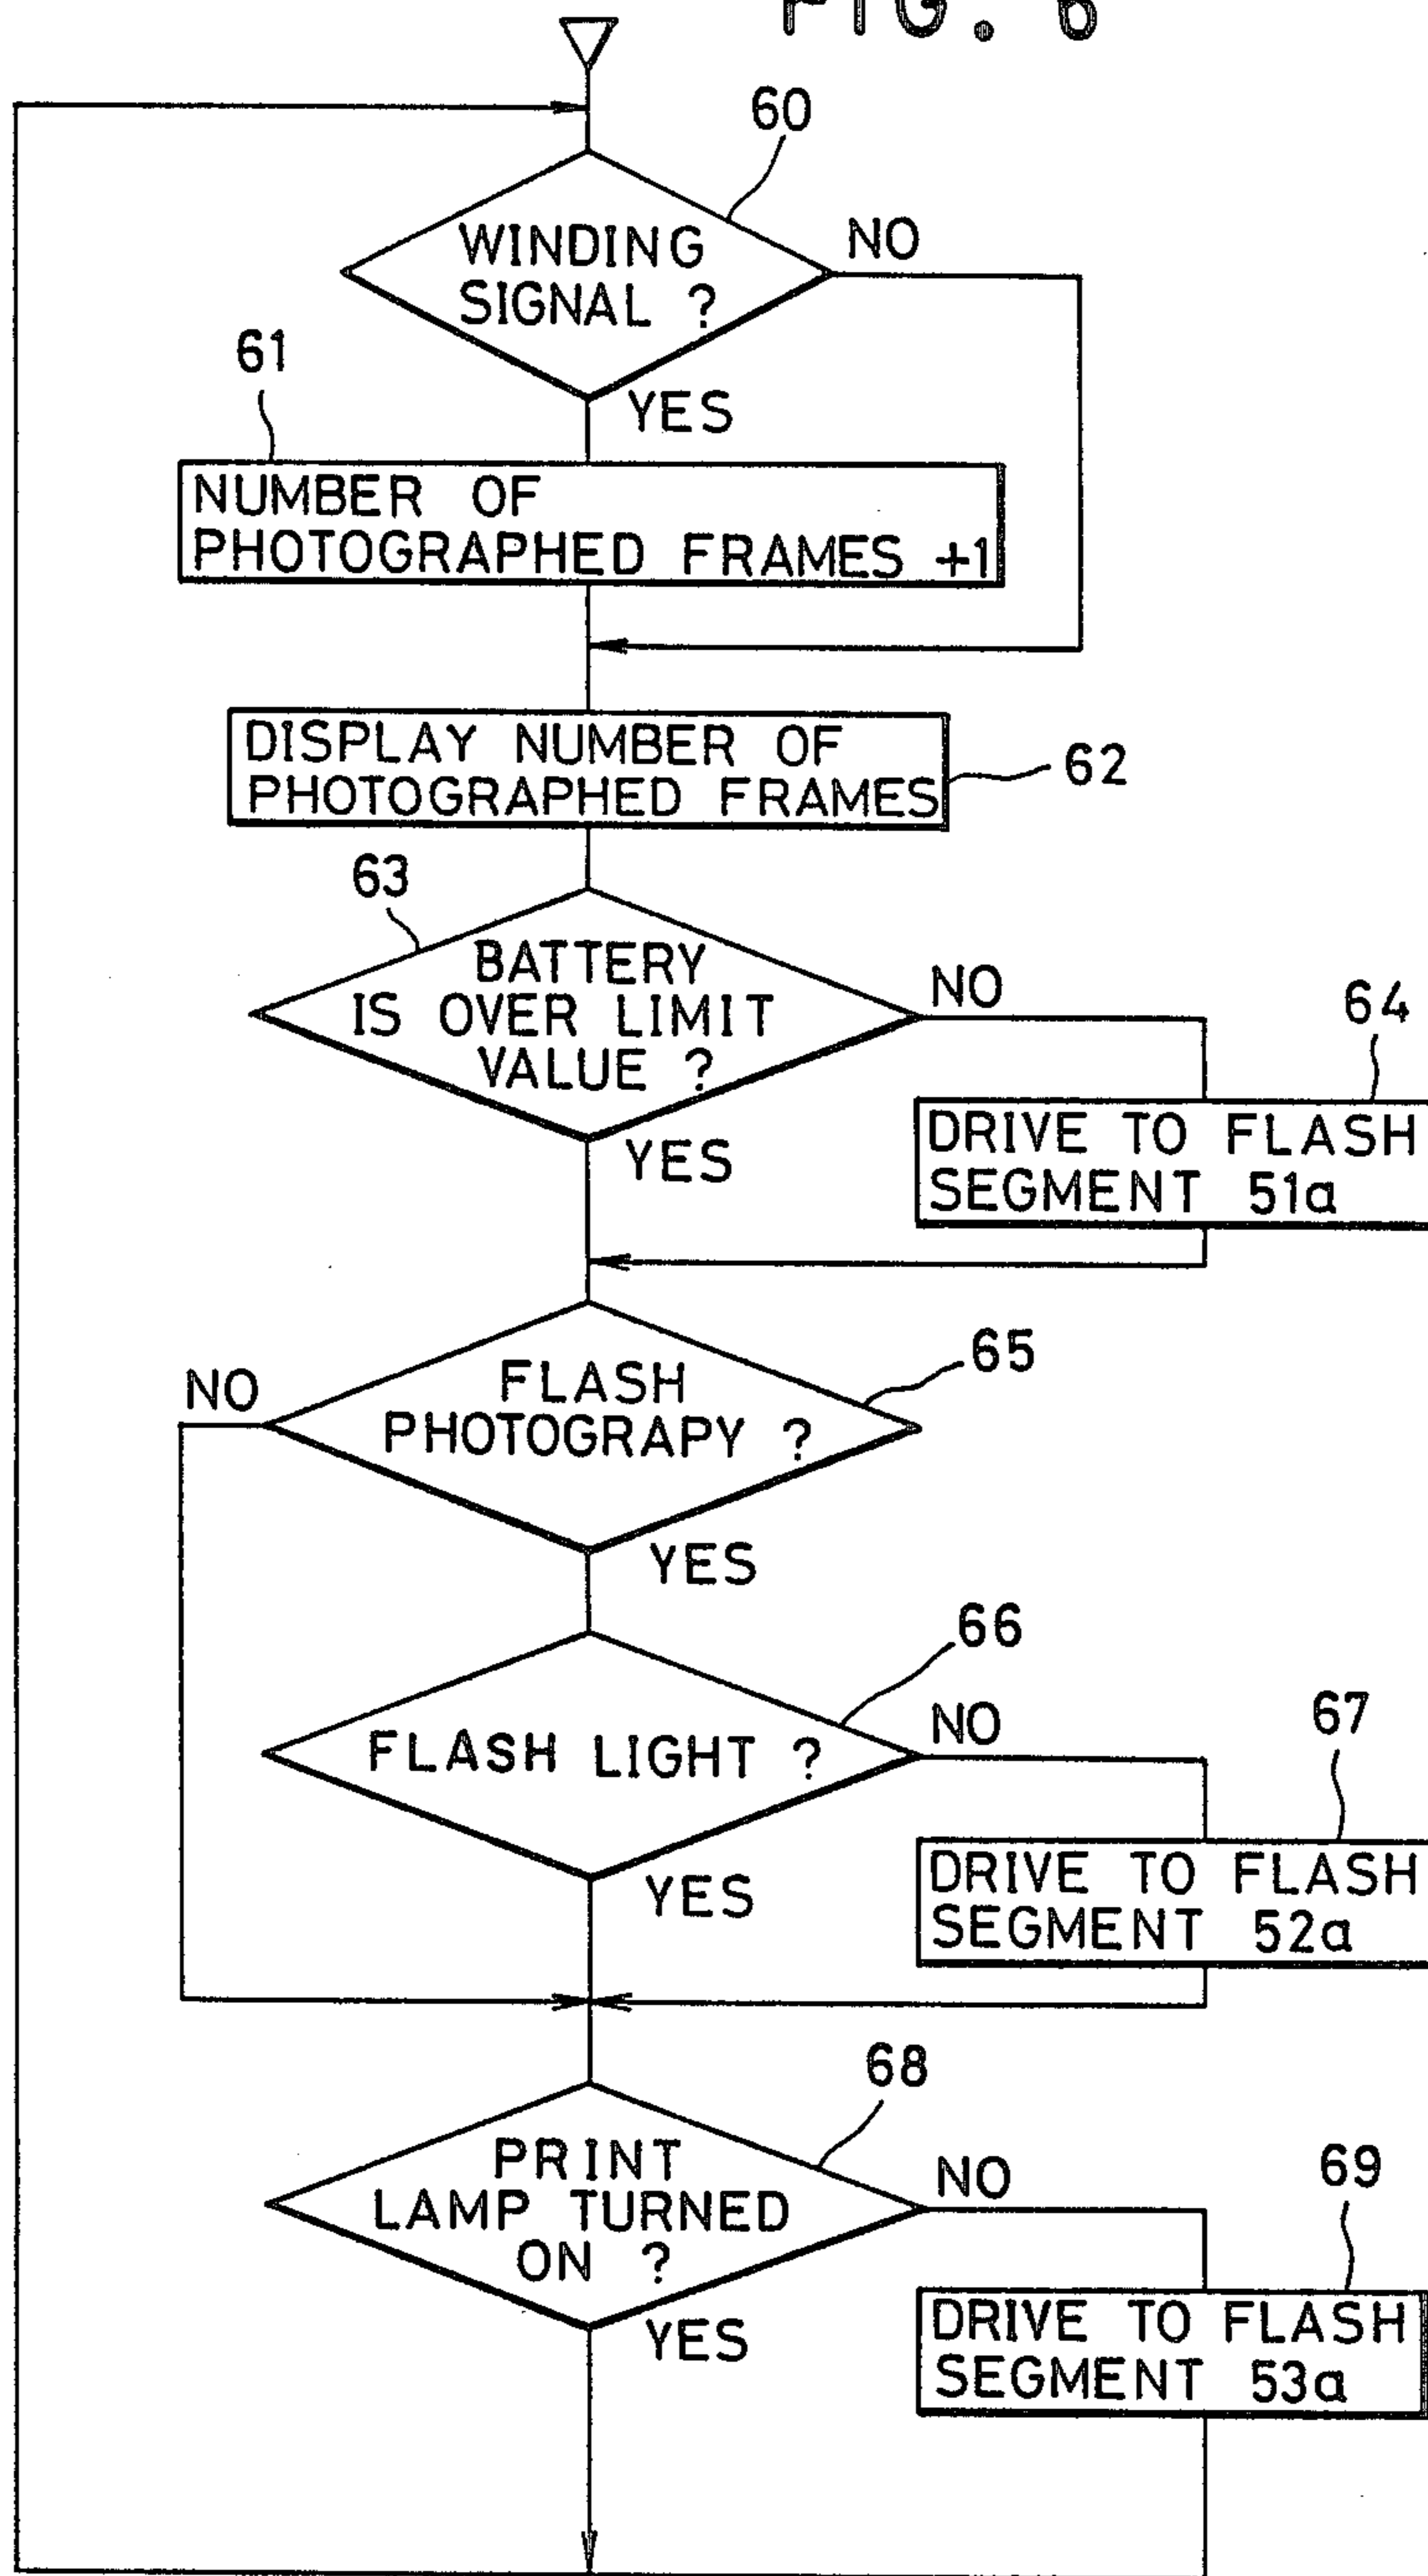 FIG. 6
60
WINDING
SIGNAL ?
NO
YES
61
NUMBER OF
PHOTOGRAPHED FRAMES +1
DISPLAY NUMBER OF
PHOTOGRAPHED FRAMES
62
63
BATTERY
IS OVER LIMIT
VALUE ?
NO
YES
64
DRIVE TO FLASH
SEGMENT 51a
65
FLASH
PHOTOGRAPY ?
NO
YES
66
FLASH LIGHT ?
NO
YES
67
DRIVE TO FLASH
SEGMENT 52a
68
PRINT
LAMP TURNED
ON ?
NO
YES
69
DRIVE TO FLASH
SEGMENT 53a